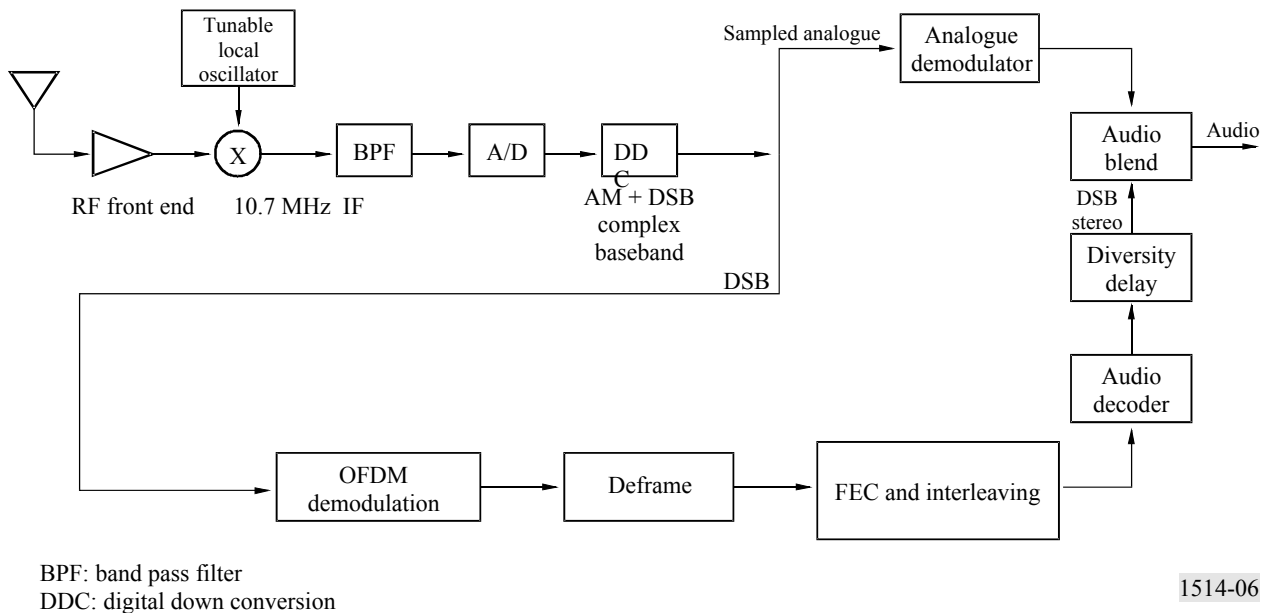 Tunable
local
oscillator
Sampled analogue
Analogue
demodulator
X
BPF
A/D
DD
C
Audio
blend
Audio
RF front end
10.7 MHz IF
AM + DSB
complex
baseband
DSB
stereo
DSB
Diversity
delay
Audio
decoder
OFDM
demodulation
Deframe
FEC and interleaving
BPF: band pass filter
DDC: digital down conversion
1514-06